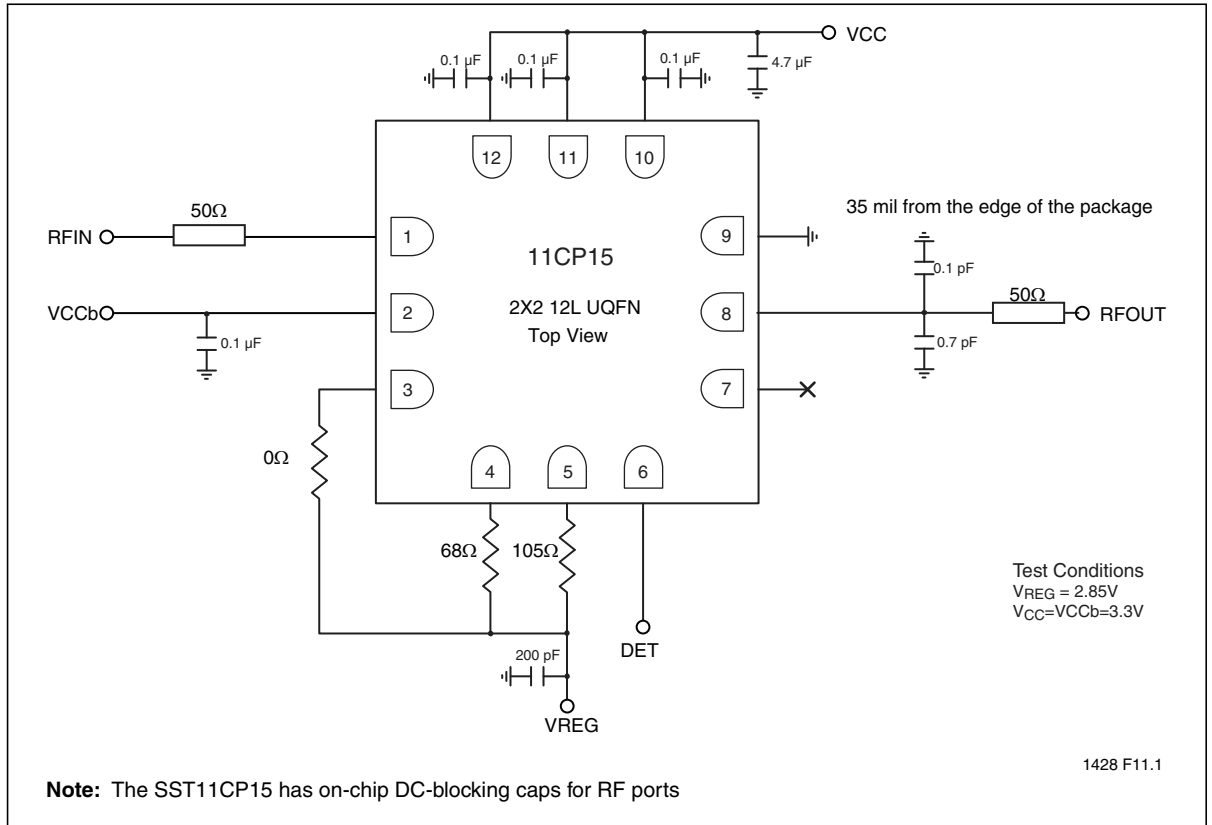 VCC
0.1 µF
0.1 µF
0.1 µF
4.7 µF
12
11
10
50Ω
35 mil from the edge of the package
RFIN
1
9
11CP15
0.1 pF
50Ω
VCCb
2
2X2 12L UQFN
8
RFOUT
Top View
0.1 µF
0.7 pF
3
7
0Ω
4
5
6
68Ω
105Ω
Test Conditions
VREG = 2.85V
VCC=VCCb=3.3V
DET
200 pF
VREG
1428 F11.1
Note: The SST11CP15 has on-chip DC-blocking caps for RF ports